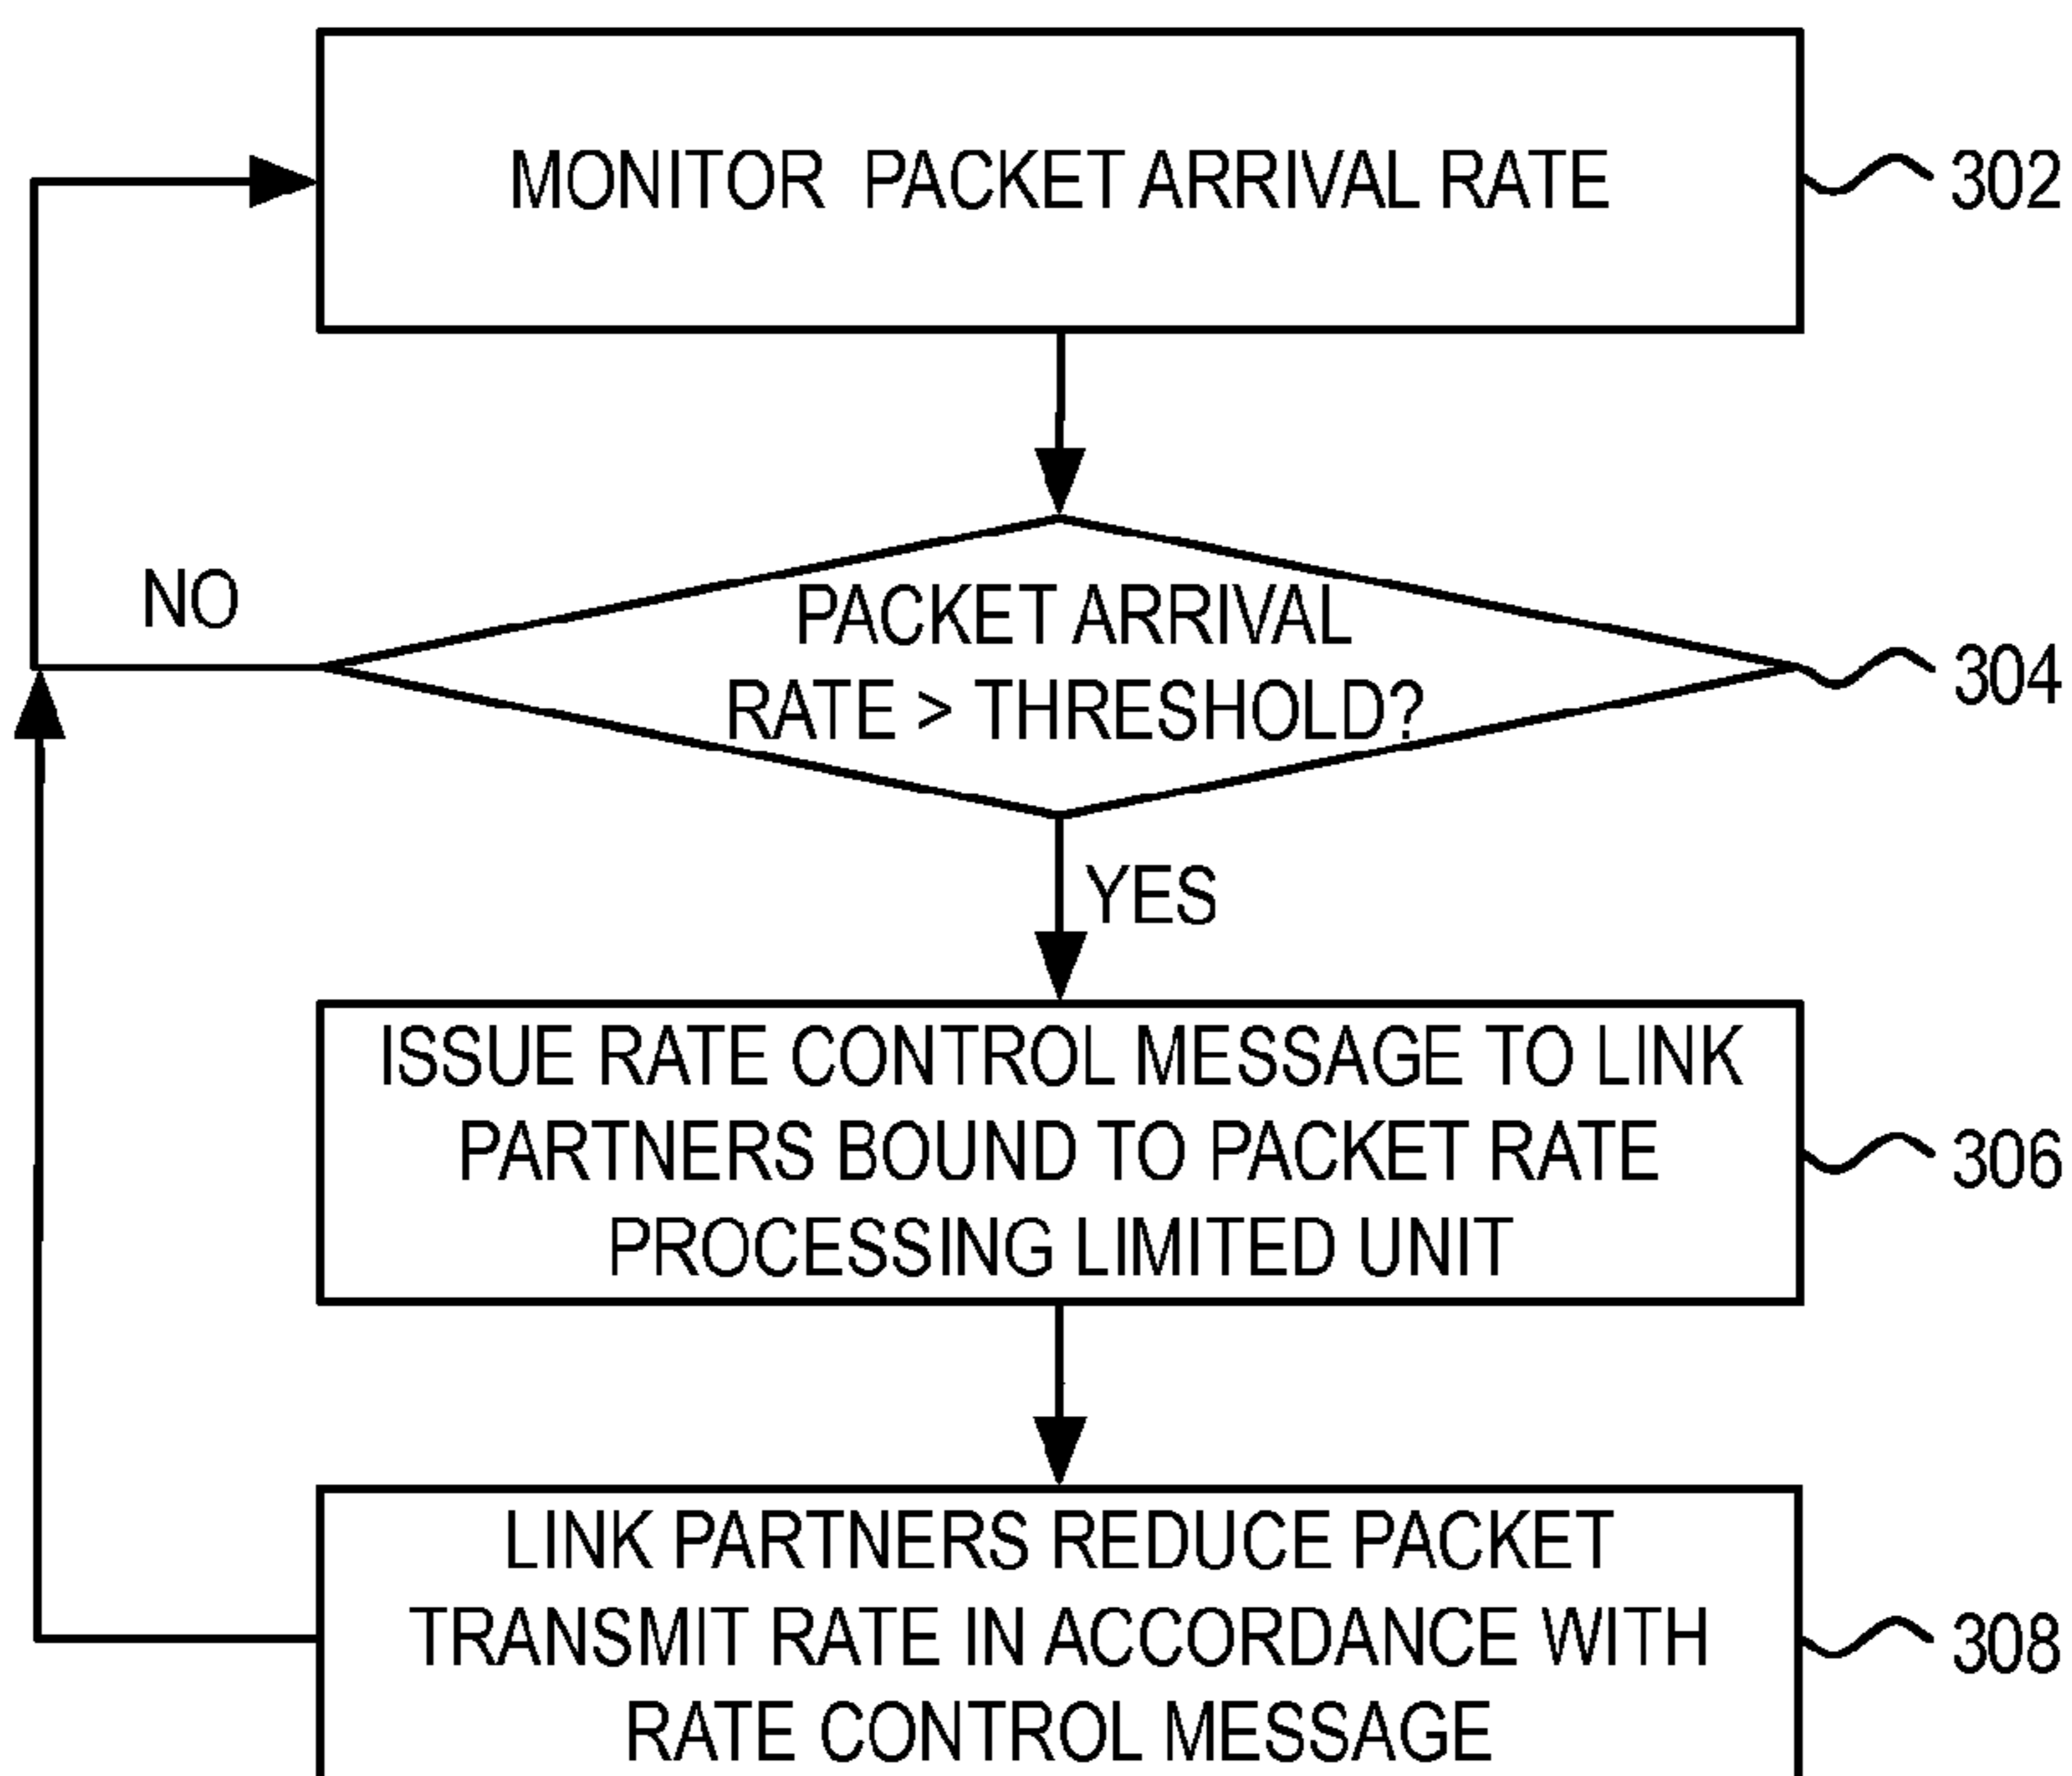 MONITOR PACKET ARRIVAL RATE
302
NO
PACKET ARRIVAL
RATE > THRESHOLD?
304
YES
ISSUE RATE CONTROL MESSAGE TO LINK
PARTNERS BOUND TO PACKET RATE
PROCESSING LIMITED UNIT
306
LINK PARTNERS REDUCE PACKET
TRANSMIT RATE IN ACCORDANCE WITH
RATE CONTROL MESSAGE
308